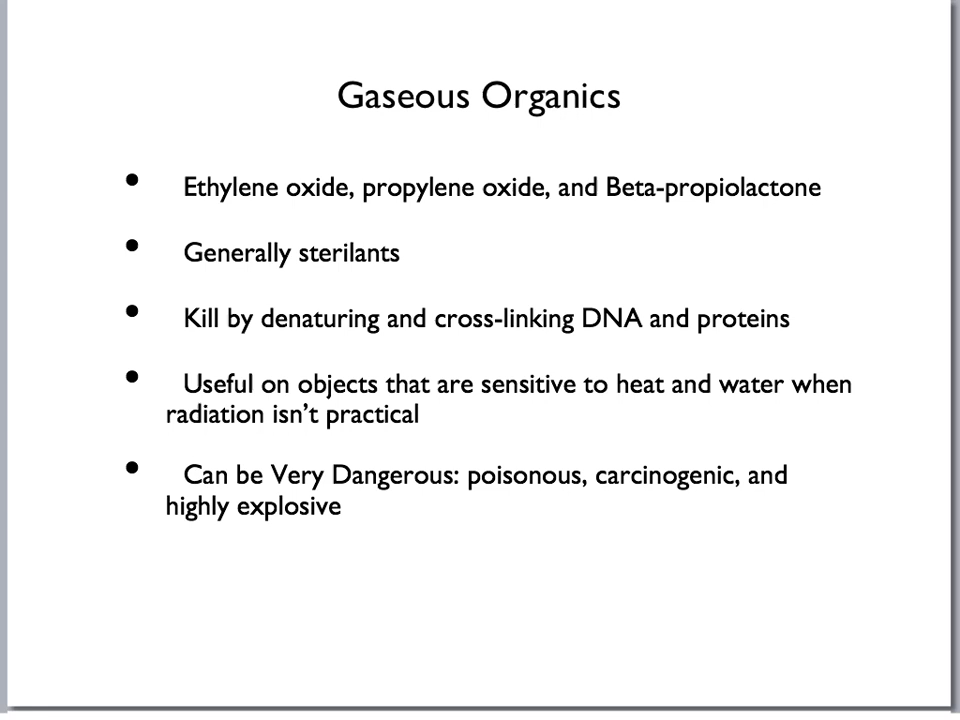 Gaseous Organics
• Ethylene oxide, propylene oxide, and Beta-propiolactone
• Generally sterilants
• Kill by denaturing and cross-linking DNA and proteins
• Useful on objects that are sensitive to heat and water when
radiation isn’t practical
• Can be Very Dangerous: poisonous, carcinogenic, and
highly explosive